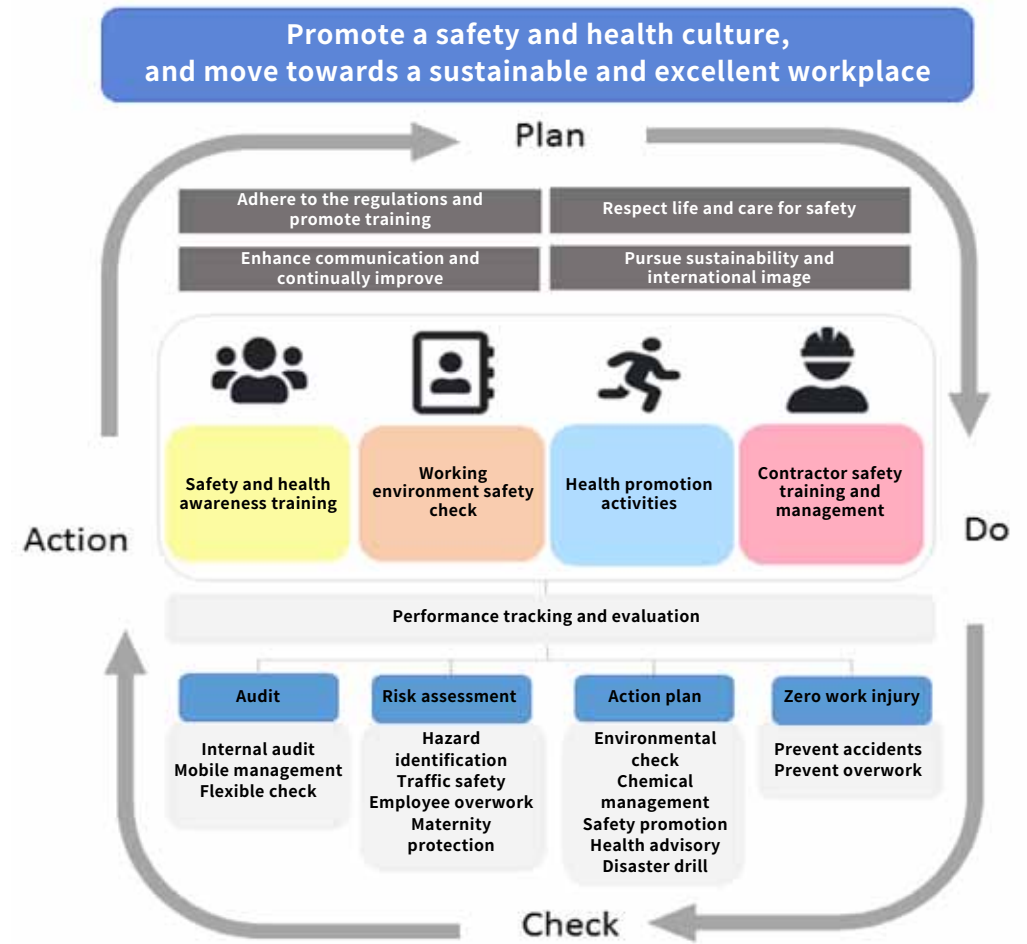 Promote a safety and health culture,
and move towards a sustainable and excellent workplace
Plan
Adhere to the regulations and
promote training
Respect life and care for safety
Enhance communication and
continually improve
Pursue sustainability and
international image
Safety and health
awareness training
Working
environment safety
check
Health promotion
activities
Contractor safety
training and
management
Action
Do
Performance tracking and evaluation
Audit
Internal audit
Mobile management
Flexible check
Risk assessment
Hazard
identification
Traffic safety
Employee overwork
Maternity
protection
Action plan
Environmental
check
Chemical
management
Safety promotion
Health advisory
Disaster drill
Zero work injury
Prevent accidents
Prevent overwork
Check